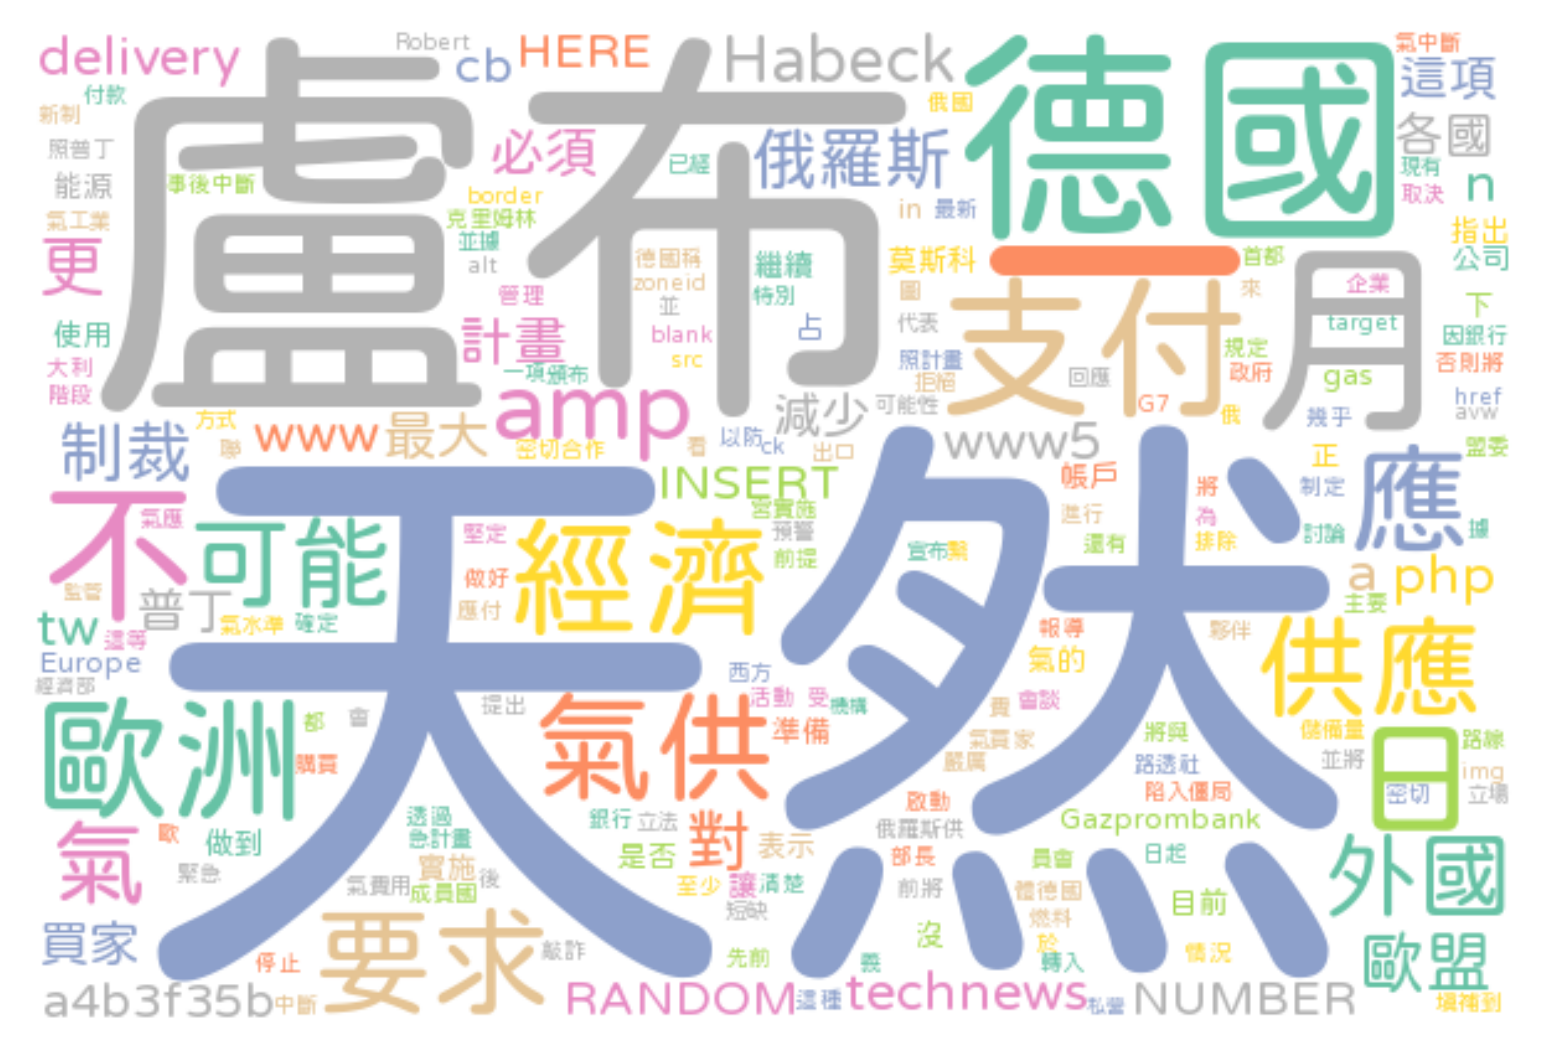 delivery
Robert
cb
HERE
Habeck
德國
氣中斷
這項
付款
新制
盧布
俄國
各國
照普丁
必須
已經
俄羅斯
現有
能源
事後中斷
border
in
最新
取決
n
氣工業
克里姆林
指出
更
並據
alt
德國稱
zoneid
繼續
莫斯科
一
首都
月
公司
管理
並
特別
圖
支付
來
企業
下
使用
計畫
blank
占
代表
target
因銀行
大利
src
照計畫
規定
否則將
階段
一項頒布
拒絕
回應
政府
gas
href
amp
減少
可能性
G7
俄
幾乎
avw
方式
制裁
聯
www
最大
密切合作
看
以防
ck
出口
www5
正
盟委
天然
INSERT
帳戶
將
制定
應
不
氣應
可能
堅定
經濟
宮實施
預警
進行
為
討論
據
前提
宣布
緊
還有
排除
監管
普丁
做好
a
php
tw
這等
氣水準
確定
應付
主要
Europe
報導
夥伴
供應
經濟部
西方
氣的
歐洲
都
會
提出
氣供
活動
受
機構
費
會談
準備
氣買家
將與
儲備量
日
路線
購買
嚴厲
路透社
並將
img
密切
立場
陷入僵局
氣
歐
做到
透過
急計畫
銀行
立法
對
表示
啟動
俄羅斯供
Gazprombank
是否
部長
員會
日起
外國
緊急
氣費用
實施
成員國
後
至少
讓
清楚
前將
體德國
短缺
燃料
目前
買家
要求
敲詐
沒
於
歐盟
停止
先前
義
轉入
情況
a4b3f35b
中斷
RANDOM
這種
technews
私營
NUMBER
填補到